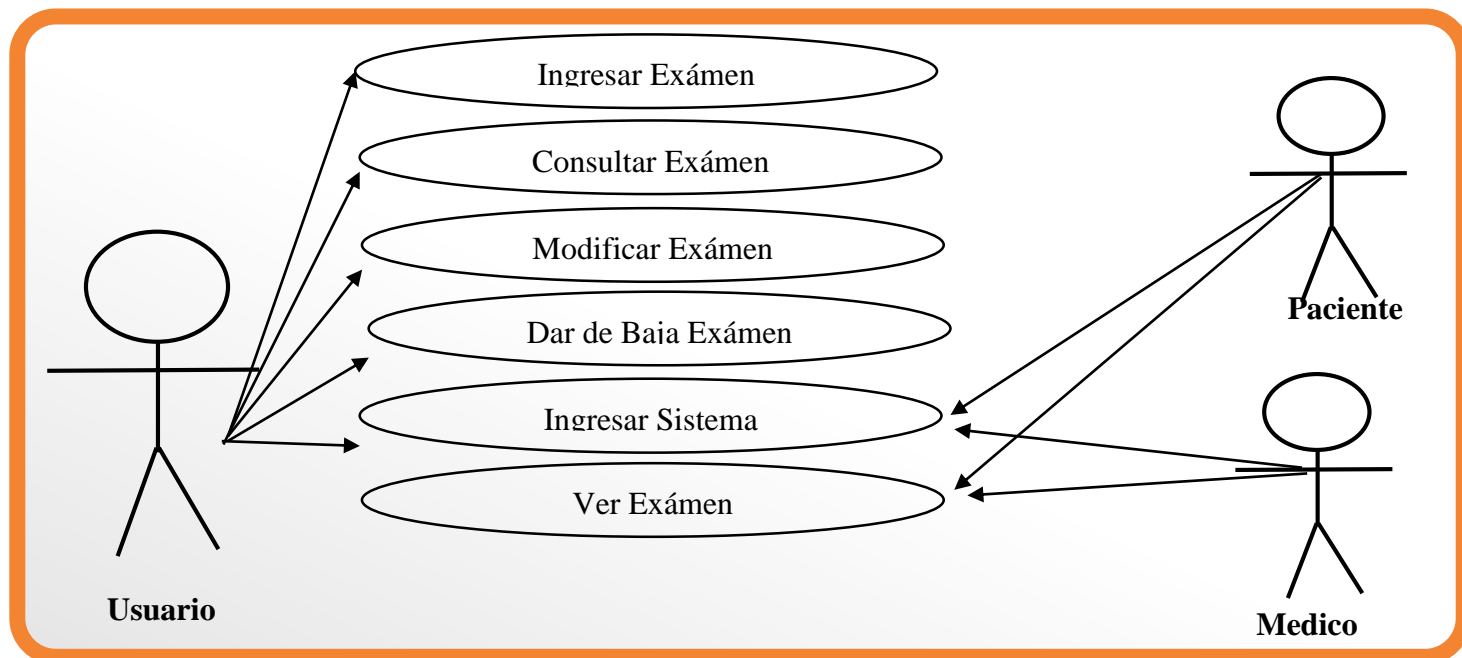 Ingresar Exámen
Consultar Exámen
Modificar Exámen
Dar de Baja Exámen
Ingresar Sistema
Ver Exámen
Usuario
Paciente
Medico